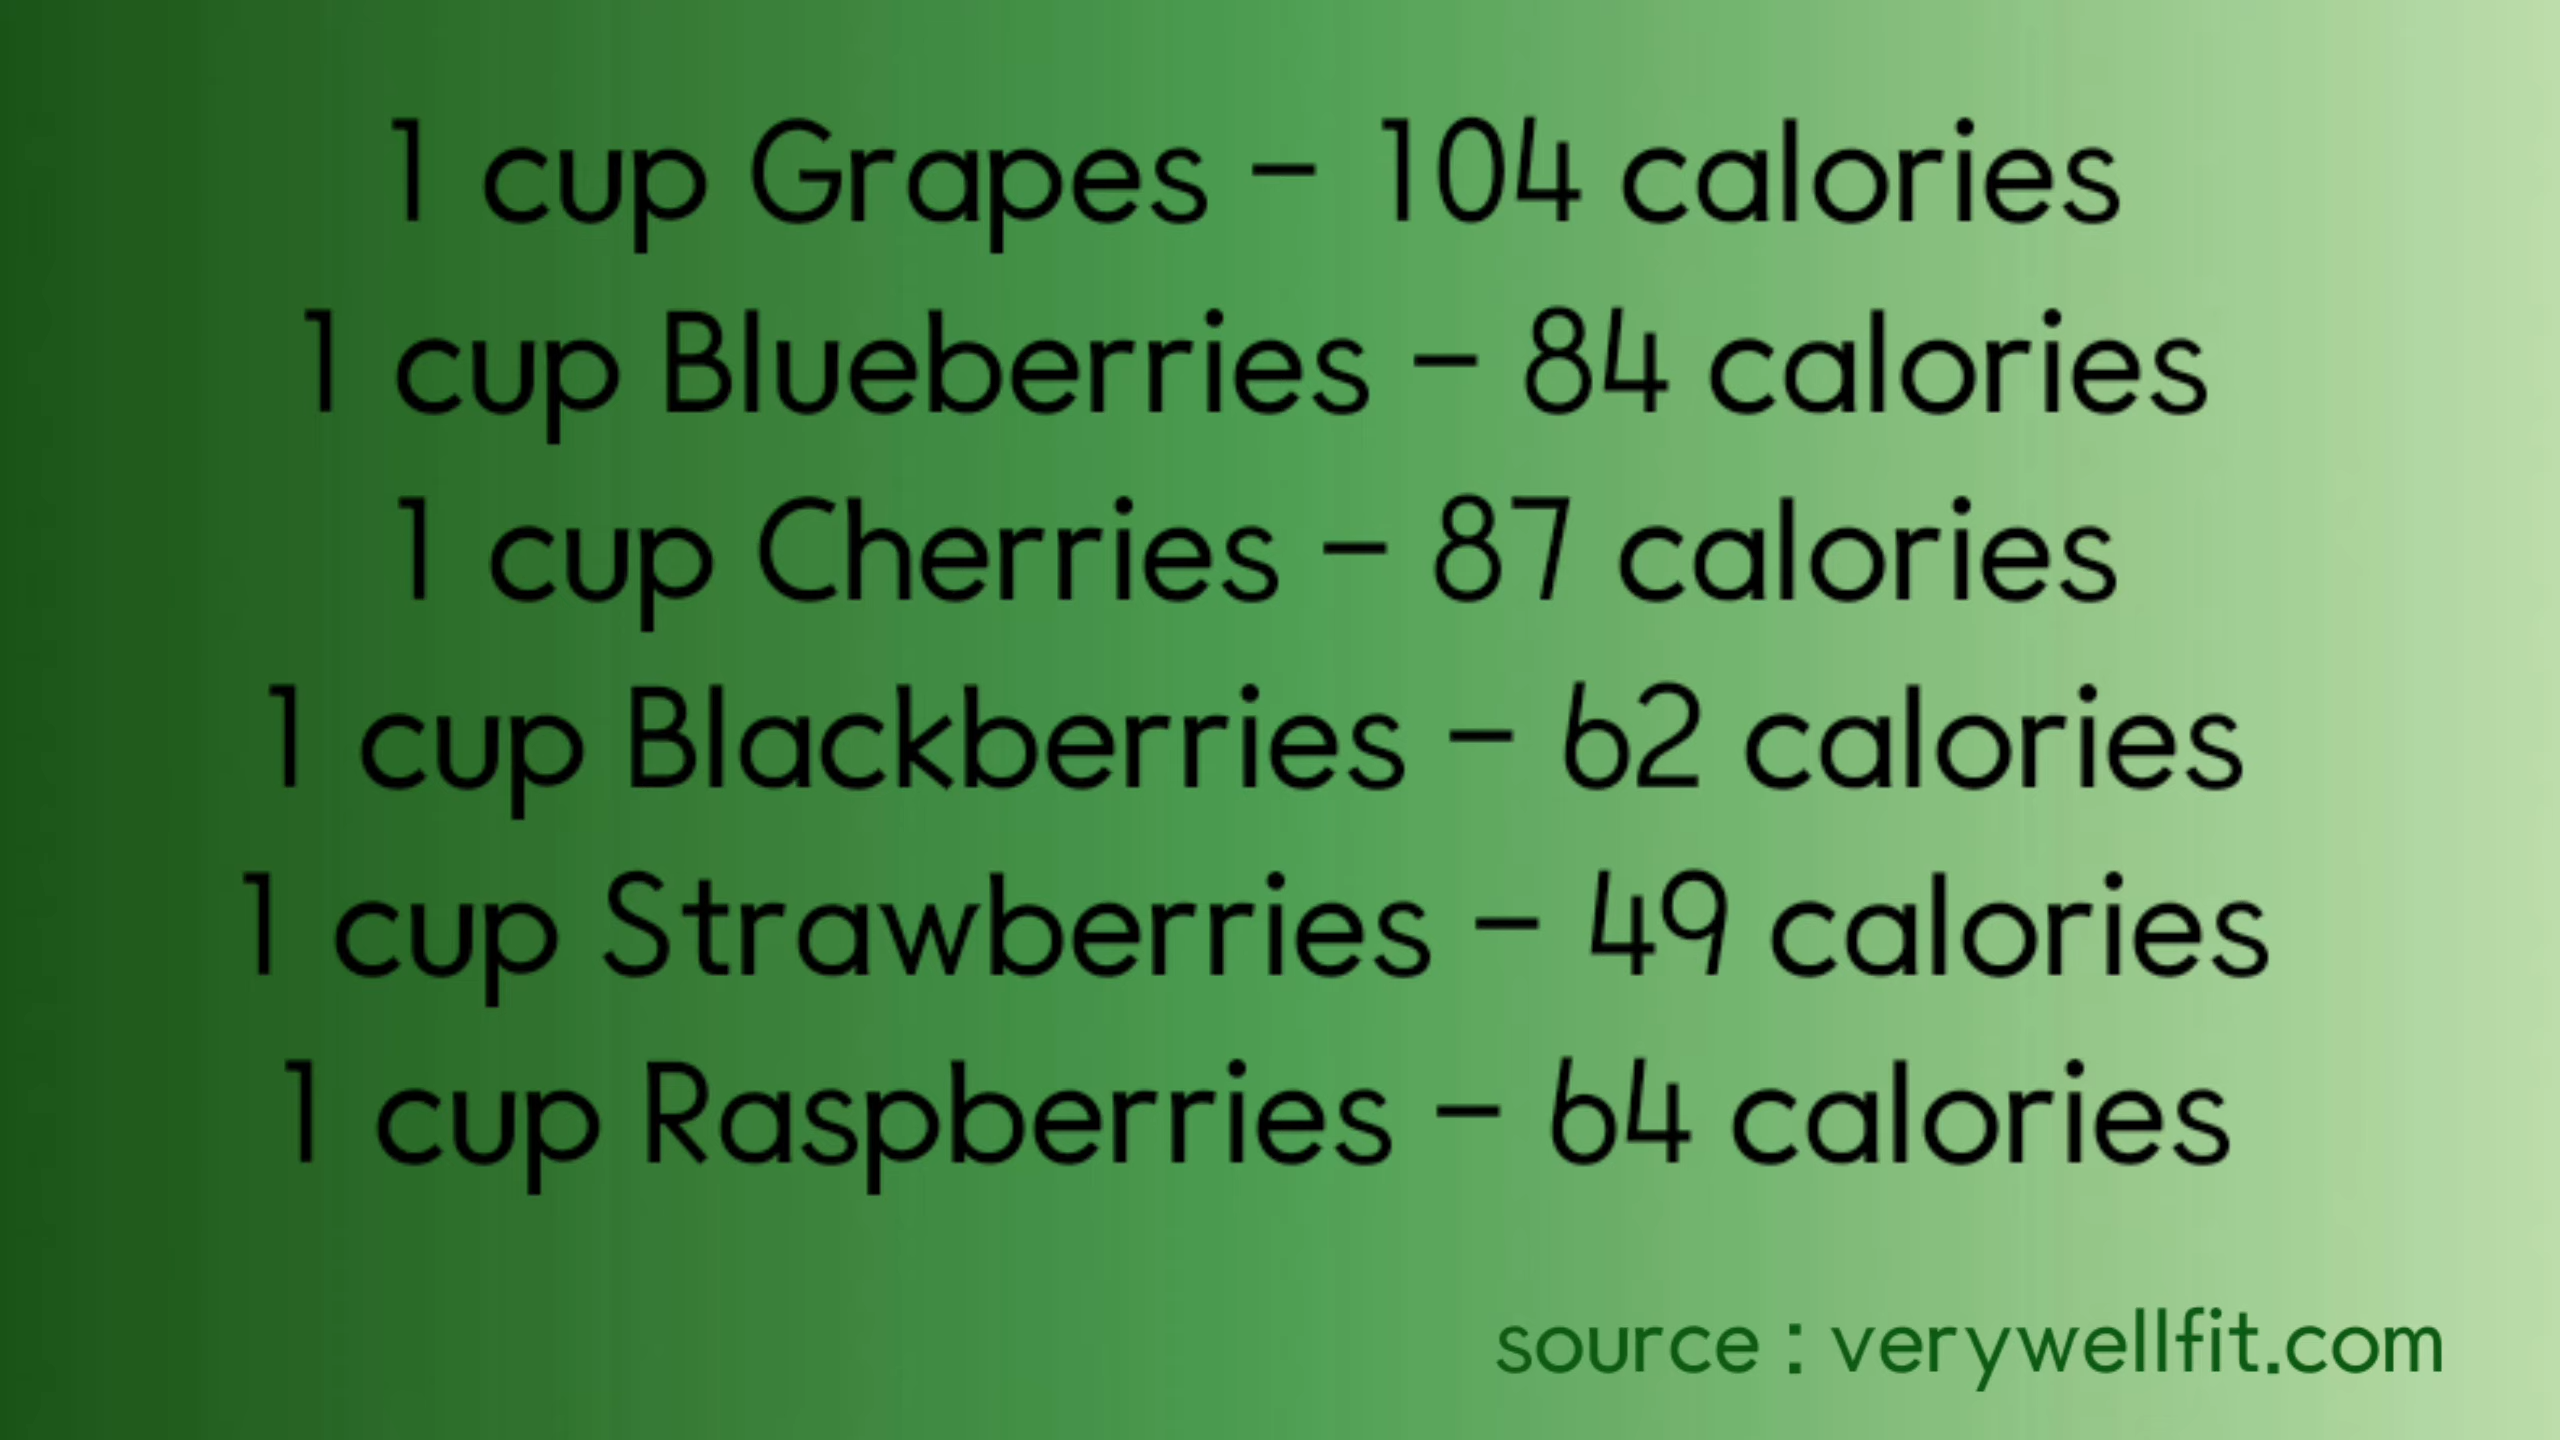 1 cup Grapes - 104 calories
1 cup Blueberries - 84 calories
1 cup Cherries - 87 calories
1 cup Blackberries - 62 calories
1 cup Strawberries - 49 calories
1 cup Raspberries - 64 calories
source : verywellfit.com